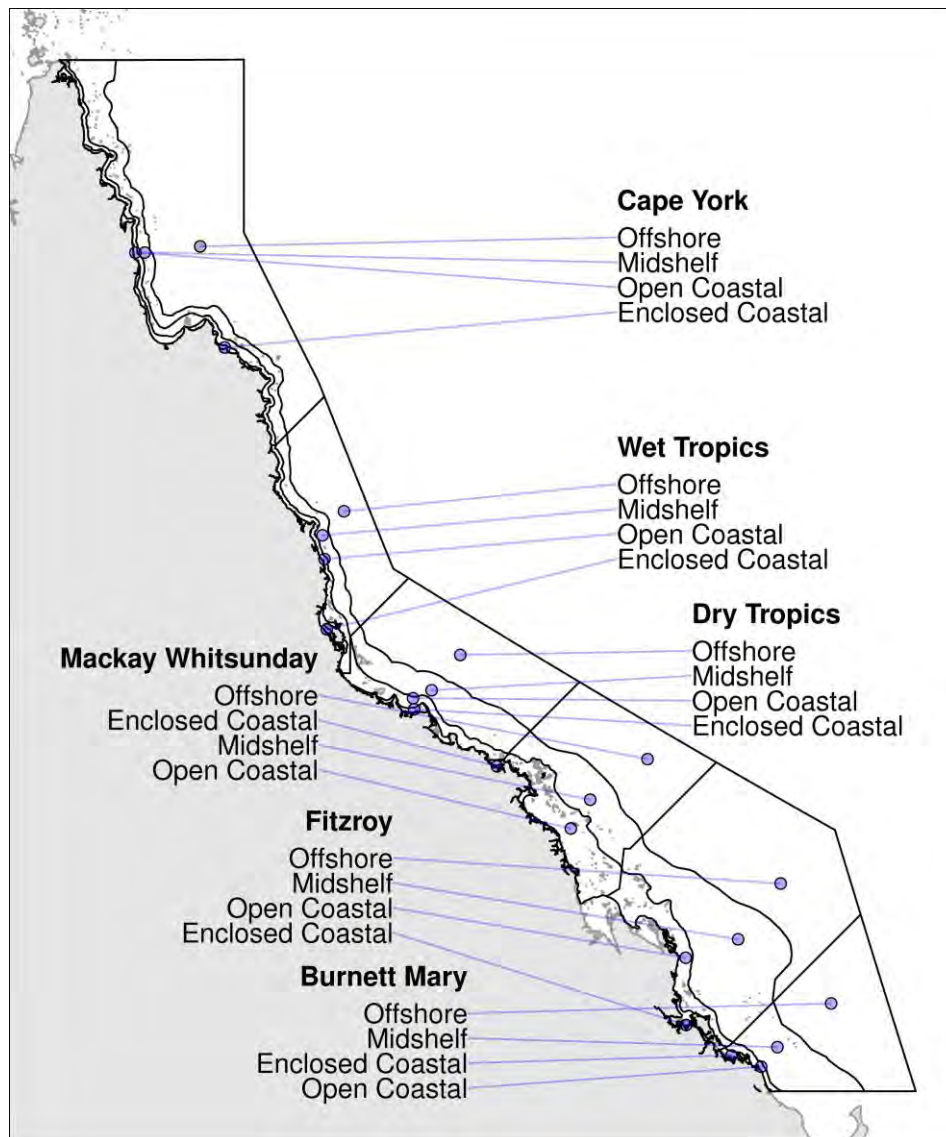 Cape York
Offshore
Midshelf
Open Coastal
Enclosed Coastal
Wet Tropics
Offshore
Midshelf
Open Coastal
Enclosed Coastal
Dry Tropics
Offshore
Midshelf
Open Coastal
Enclosed Coastal
Mackay Whitsunday
Offshore
Enclosed Coastal
Midshelf
Open Coastal
Fitzroy
Offshore
Midshelf
Open Coastal
Enclosed Coastal
Burnett Mary
Offshore
Midshelf
Enclosed Coastal
Open Coastal